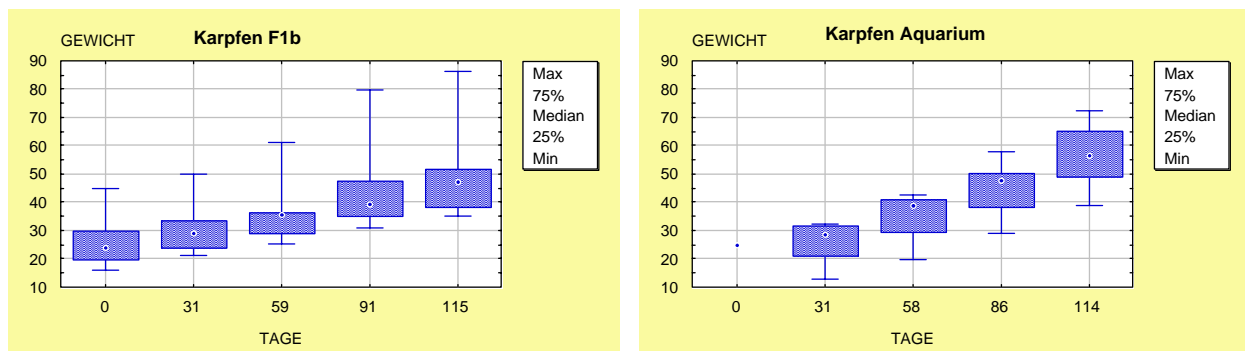 GEWICHT
Karpfen F1b
90
80
70
60
50
40
30
20
10
0 31 59 91 115
TAGE
Max
75%
Median
25%
Min
GEWICHT
Karpfen Aquarium
90
80
70
60
50
40
30
20
10
0 31 58 86 114
TAGE
Max
75%
Median
25%
Min